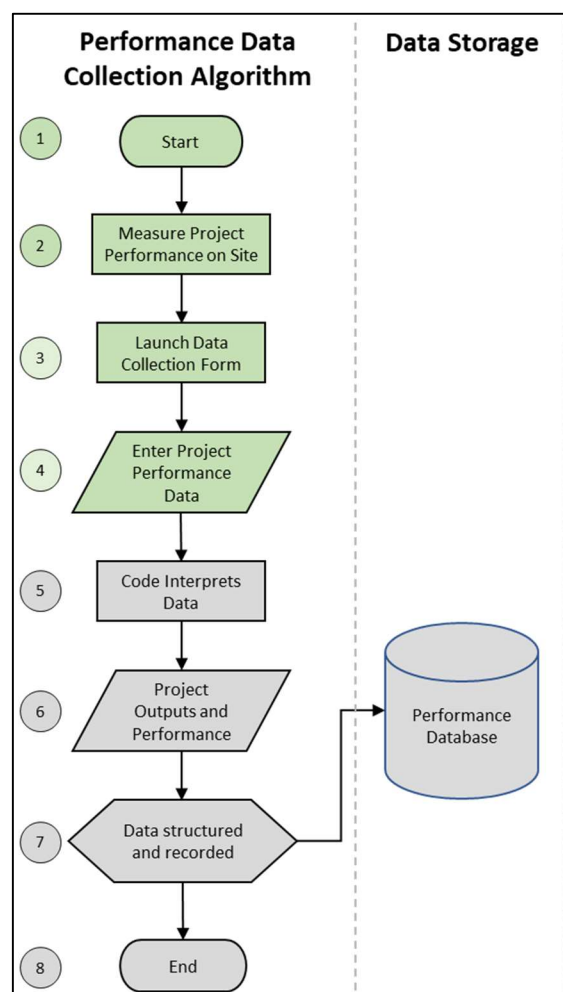 Performance Data
Collection Algorithm
Data Storage
1
Start
2
Measure Project
Performance on Site
3
Launch Data
Collection Form
4
Enter Project
Performance
Data
5
Code Interprets
Data
6
Project
Outputs and
Performance
Performance
Database
7
Data structured
and recorded
8
End